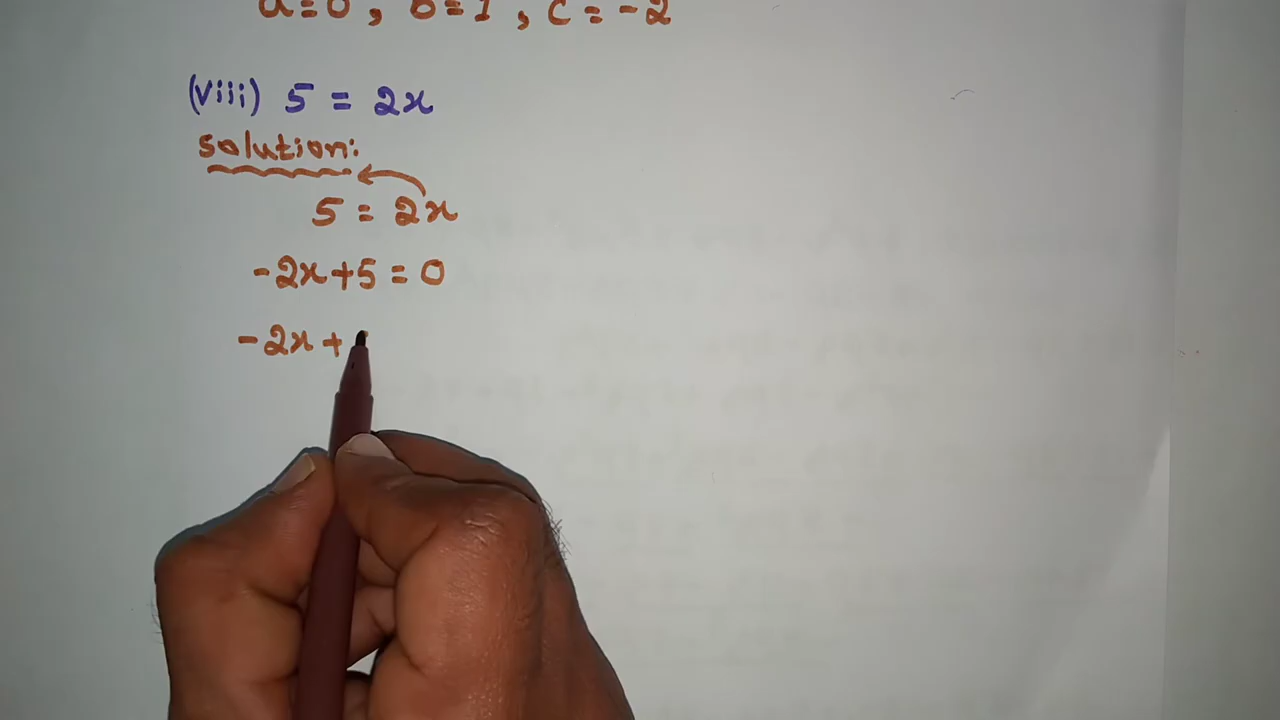 a=0, b=1, c=-2
(viii) 5 = 2x
solution:
5 = 2x
-2x+5=0
-2x+